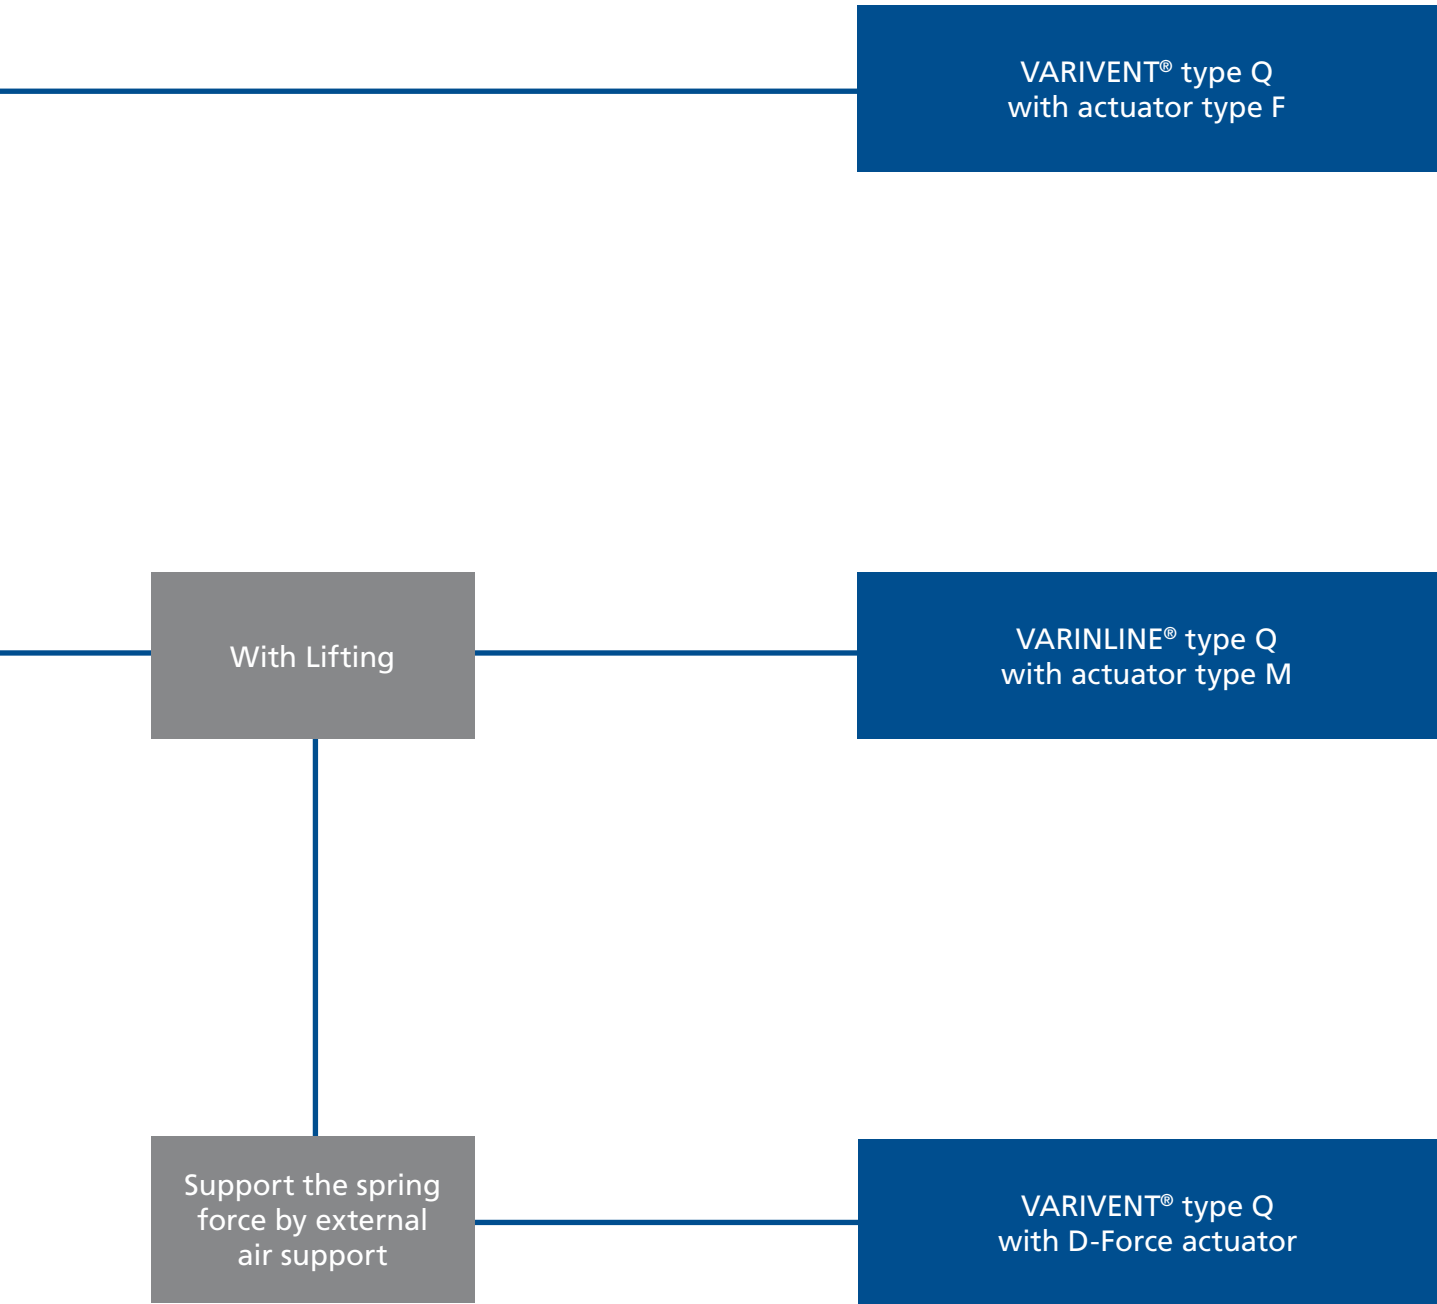 VARIVENT® type Q
with actuator type F
With Lifting
VARINLINE® type Q
with actuator type M
Support the spring
force by external
air support
VARIVENT® type Q
with D-Force actuator